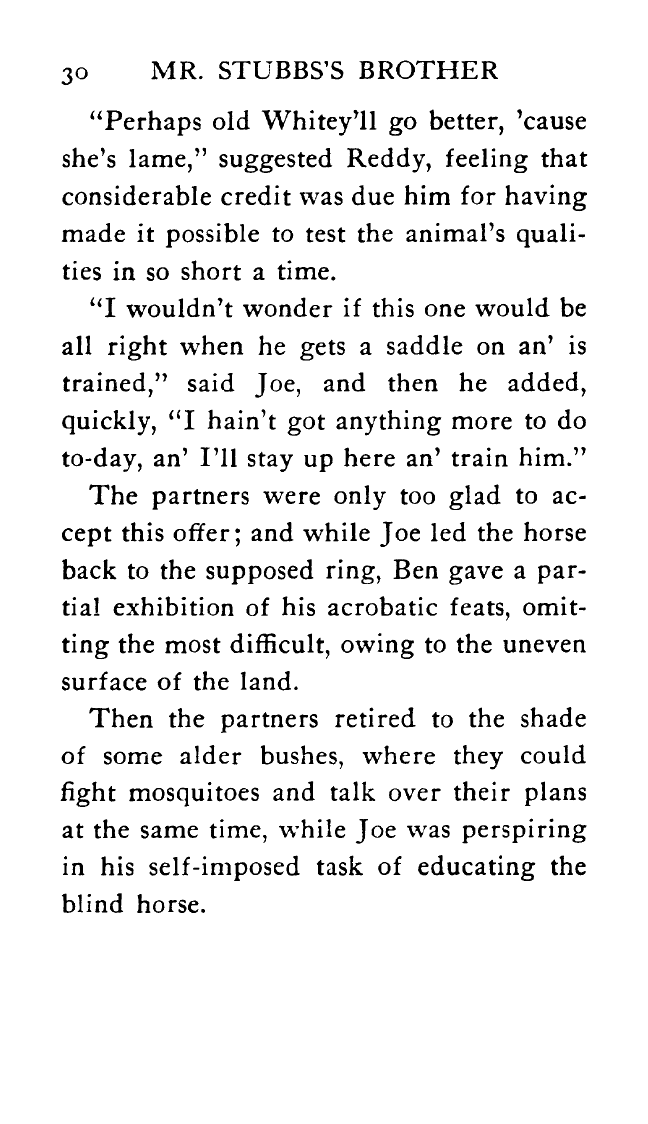 30 MR. STUBBS'S BROTHER
“Perhaps old Whitey'll go better, ’cause
she's lame,” suggested Reddy, feeling that
considerable credit was due him for having
made it possible to test the animal's quali-
ties in so short a time.
“I wouldn't wonder if this one would be
all right when he gets a saddle on an’ is
trained,” said Joe, and then he added,
quickly, “I hain't got anything more to do
to-day, an’ I'll stay up here an’ train him.”
The partners were only too glad to ac-
cept this offer; and while Joe led the horse
back to the supposed ring, Ben gave a par-
tial exhibition of his acrobatic feats, omit-
ting the most difficult, owing to the uneven
surface of the land.
Then the partners retired to the shade
of some alder bushes, where they could
fight mosquitoes and talk over their plans
at the same time, while Joe was perspiring
in his self-imposed task of educating the
blind horse.